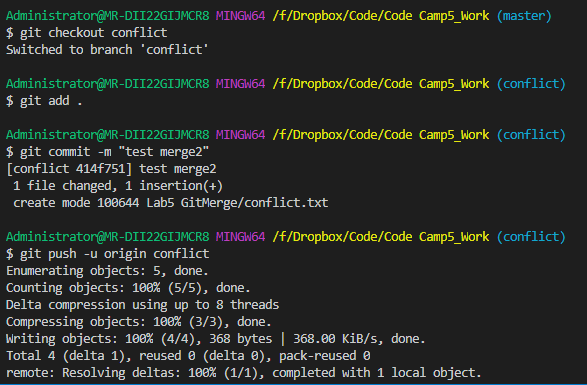 Administrator@MR-DII22GIJMCR8 MINGW64 /f/Dropbox/Code/Code Camp5_Work (master)
$ git checkout conflict
Switched to branch 'conflict'
Administrator@MR-DII22GIJMCR8 MINGW64 /f/Dropbox/Code/Code Camp5_Work (conflict)
$ git add .
Administrator@MR-DII22GIJMCR8 MINGW64 /f/Dropbox/Code/Code Camp5_Work (conflict)
$ git commit -m "test merge2"
[conflict 414f751] test merge2
 1 file changed, 1 insertion(+)
 create mode 100644 Lab5 GitMerge/conflict.txt
Administrator@MR-DII22GIJMCR8 MINGW64 /f/Dropbox/Code/Code Camp5_Work (conflict)
$ git push -u origin conflict
Enumerating objects: 5, done.
Counting objects: 100% (5/5), done.
Delta compression using up to 8 threads
Compressing objects: 100% (3/3), done.
Writing objects: 100% (4/4), 368 bytes | 368.00 KiB/s, done.
Total 4 (delta 1), reused 0 (delta 0), pack-reused 0
remote: Resolving deltas: 100% (1/1), completed with 1 local object.